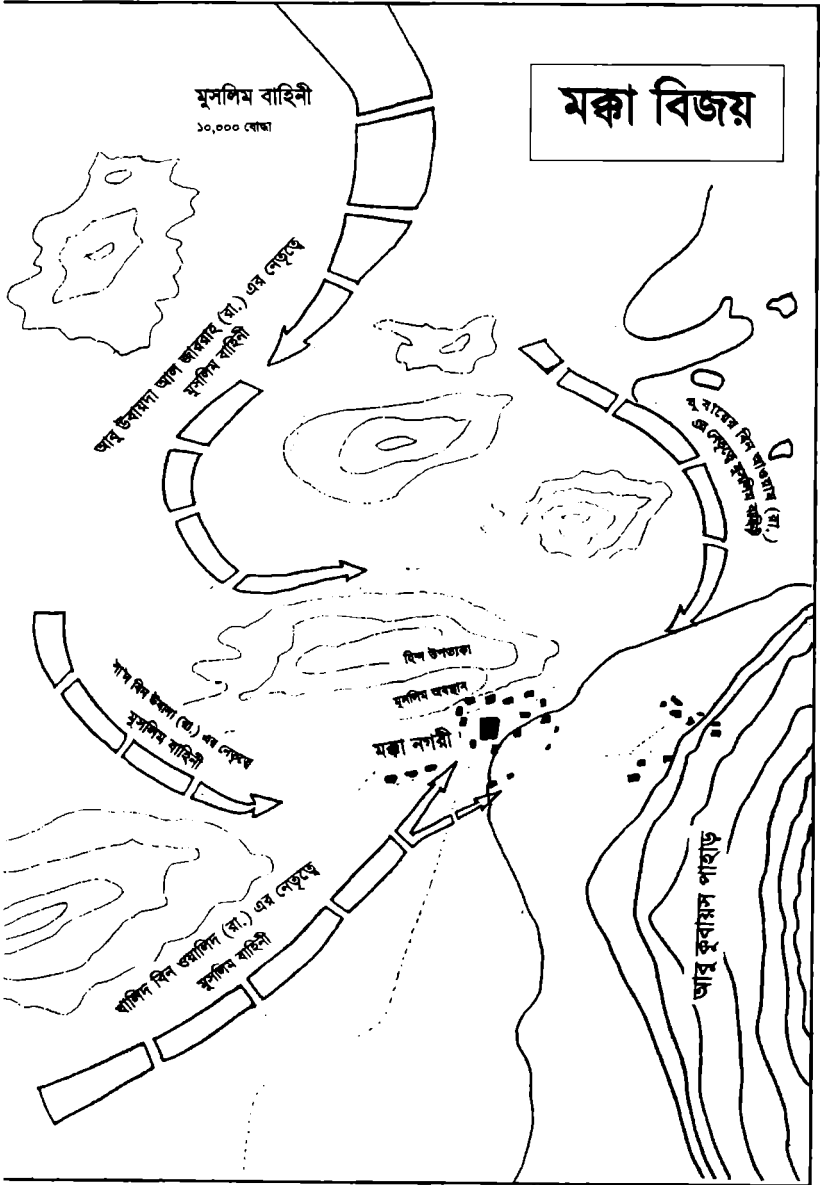 মক্কা বিজয়
মুসলিম বাহিনী
১০,০০০ যোদ্ধা
আবু উবায়দা আল জাররাহ (রা.) এর নেতৃত্বে
মুসলিম বাহিনী
যুবায়ের বিন আওয়াম (রা.)
এর নেতৃত্বে মুসলিম বাহিনী
হিন্দ উপত্যকা
মুসলিম অবস্থান
মক্কা নগরী
সা'দ বিন উবাদা (রা.) এর নেতৃত্বে
মুসলিম বাহিনী
খালিদ বিন ওয়ালিদ (রা.) এর নেতৃত্বে
মুসলিম বাহিনী
আবু কুবায়স পাহাড়